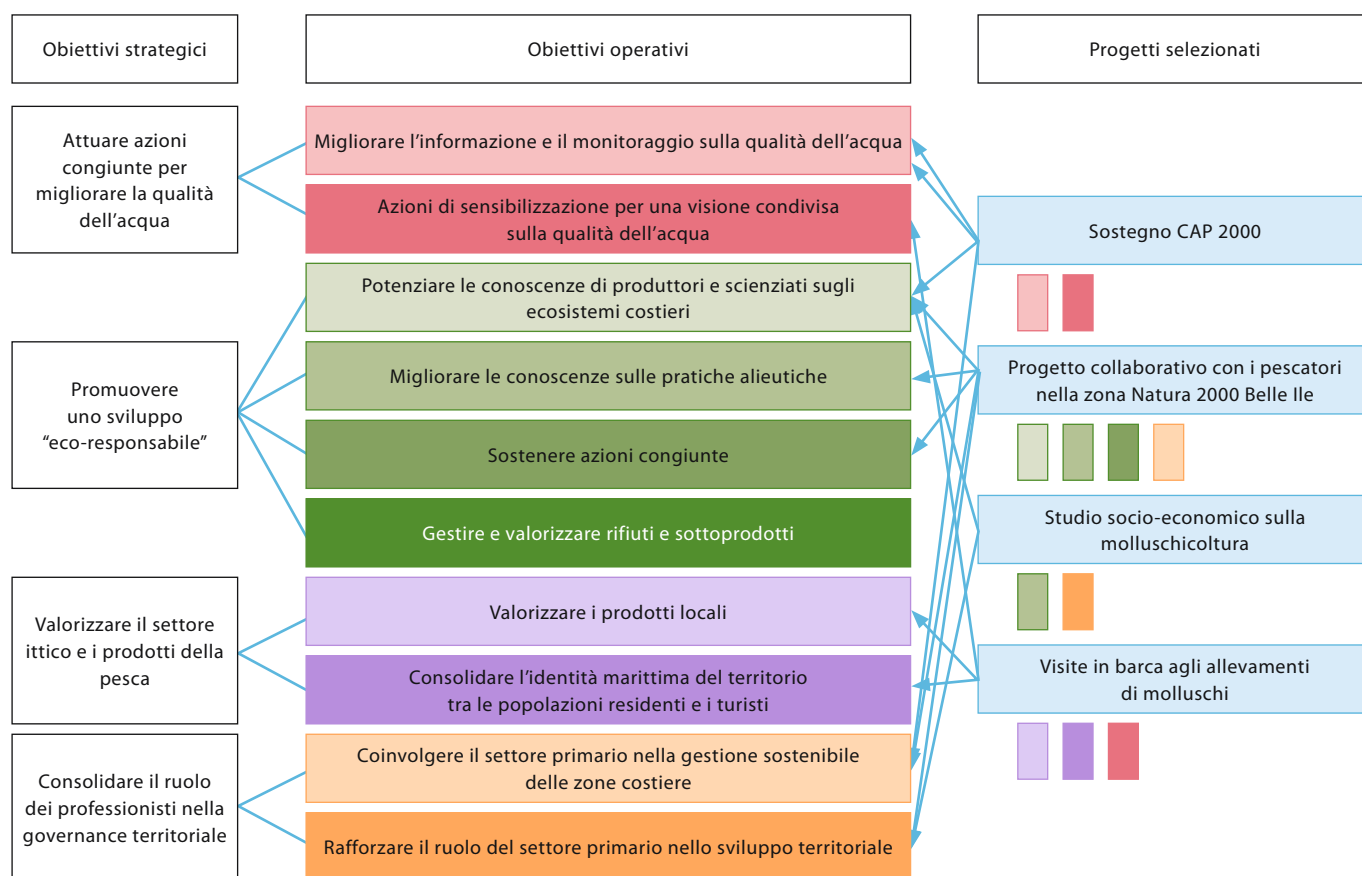 Obiettivi strategici
Obiettivi operativi
Progetti selezionati
Attuare azioni
congiunte per
migliorare la qualità
dell’acqua
Promuovere
uno sviluppo
“eco-responsabile”
Valorizzare il settore
ittico e i prodotti della
pesca
Consolidare il ruolo
dei professionisti nella
governance territoriale
Migliorare l’informazione e il monitoraggio sulla qualità dell’acqua
Azioni di sensibilizzazione per una visione condivisa
sulla qualità dell’acqua
Potenziare le conoscenze di produttori e scienziati sugli
ecosistemi costieri
Migliorare le conoscenze sulle pratiche alieutiche
Sostenere azioni congiunte
Gestire e valorizzare rifiuti e sottoprodotti
Valorizzare i prodotti locali
Consolidare l’identità marittima del territorio
tra le popolazioni residenti e i turisti
Coinvolgere il settore primario nella gestione sostenibile
delle zone costiere
Rafforzare il ruolo del settore primario nello sviluppo territoriale
Sostegno CAP 2000
Progetto collaborativo con i pescatori
nella zona Natura 2000 Belle Ile
Studio socio-economico sulla
molluschicoltura
Visite in barca agli allevamenti
di molluschi